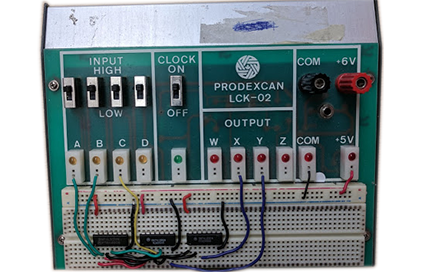 INPUT
HIGH
LOW
A B C D
CLOCK
ON
OFF
PRODEXCAN
LCK-02
OUTPUT
W X Y Z
COM +6V
COM +5V